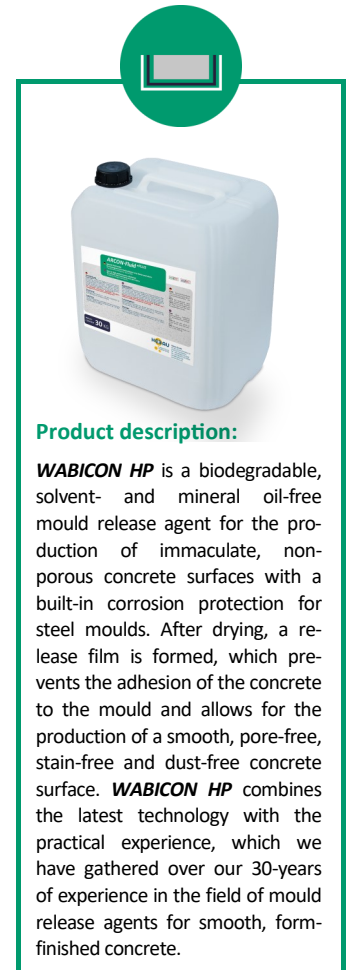 ARCON-Fluid
30 KG
Product description:
WABICON HP is a biodegradable,
solvent- and mineral oil-free
mould release agent for the pro-
duction of immaculate, non-
porous concrete surfaces with a
built-in corrosion protection for
steel moulds. After drying, a re-
lease film is formed, which pre-
vents the adhesion of the concrete
to the mould and allows for the
production of a smooth, pore-free,
stain-free and dust-free concrete
surface. WABICON HP combines
the latest technology with the
practical experience, which we
have gathered over our 30-years
of experience in the field of mould
release agents for smooth, form-
finished concrete.